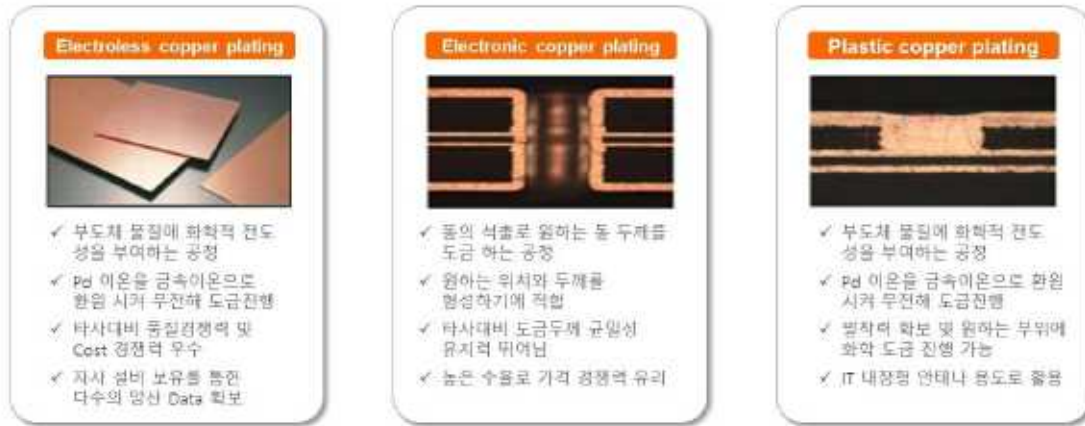 Electroless copper plating
✓ 부도체 물질에 화학적 전도
성을 부여하는 공정
✓ Pd 이온을 금속이온으로
환원 시켜 무전해 도금진행
✓ 타사대비 품질경쟁력 및
Cost 경쟁력 우수
✓ 자사 설비 보유를 통한
다수의 양산 Data 확보
Electronic copper plating
✓ 동의 석출로 원하는 동 두께를
도금 하는 공정
✓ 원하는 위치와 두께를
형성하기에 적합
✓ 타사대비 도금두께 균일성
유지력 뛰어남
✓ 높은 수율로 가격 경쟁력 유리
Plastic copper plating
✓ 부도체 물질에 화학적 전도
성을 부여하는 공정
✓ Pd 이온을 금속이온으로 환원
시켜 무전해 도금진행
✓ 밀착력 확보 및 원하는 부위에
화학 도금 진행 가능
✓ IT 내장형 안테나 용도로 활용